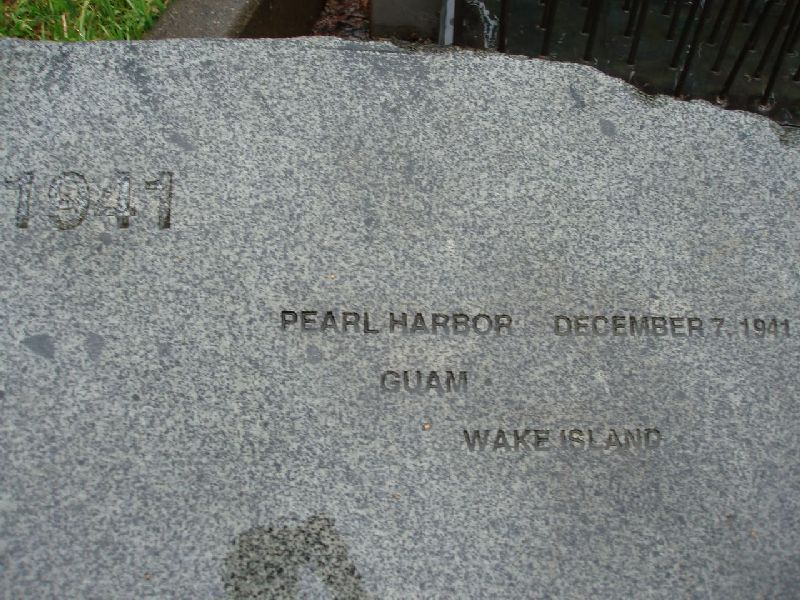 1941
PEARL HARBOR DECEMBER 7, 1941
GUAM
WAKE ISLAND